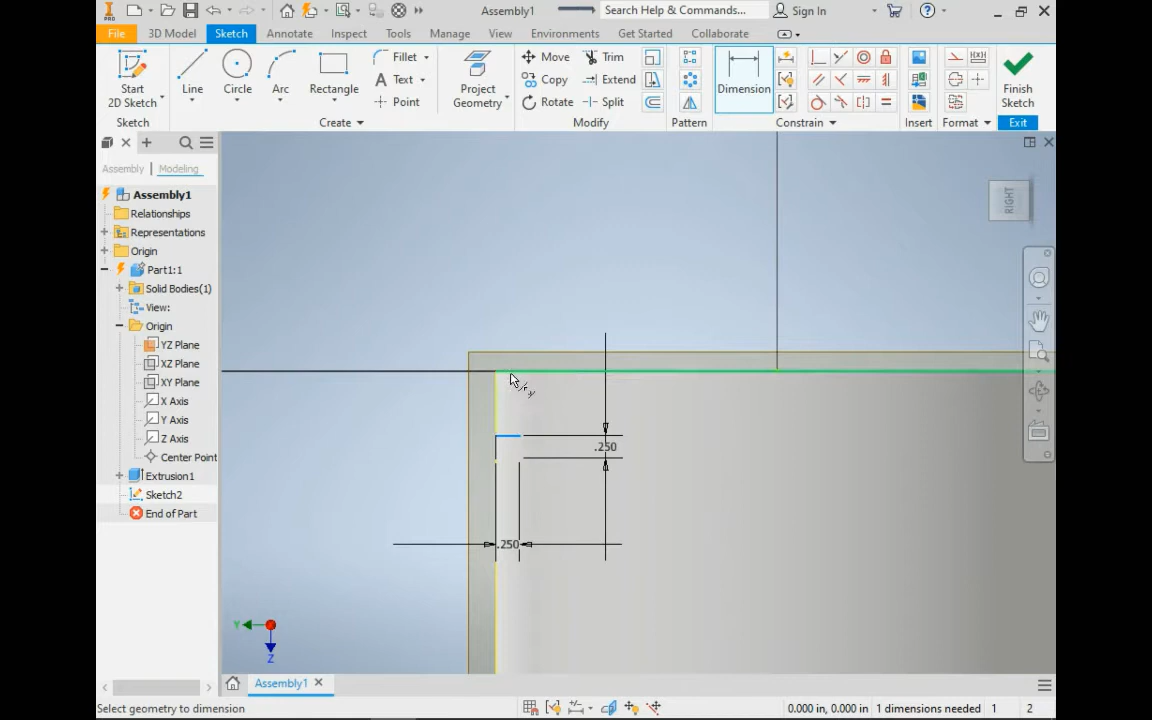 Assembly1
Search Help & Commands...
Sign In
PRO
File
3D Model
Sketch
Annotate
Inspect
Tools
Manage
View
Environments
Get Started
Collaborate
Start
2D Sketch
Line
Circle
Arc
Rectangle
Fillet
Text
Point
Project
Geometry
Move
Copy
Rotate
Trim
Extend
Split
Dimension
Finish
Sketch
Sketch
Create
Modify
Pattern
Constrain
Insert
Format
Exit
Assembly
Modeling
Assembly1
Relationships
Representations
Origin
Part1:1
Solid Bodies(1)
View:
Origin
YZ Plane
XZ Plane
XY Plane
X Axis
Y Axis
Z Axis
Center Point
Extrusion1
Sketch2
End of Part
RIGHT
.250
.250
Y
Z
Assembly1
Select geometry to dimension
0.000 in, 0.000 in
1 dimensions needed
1
2